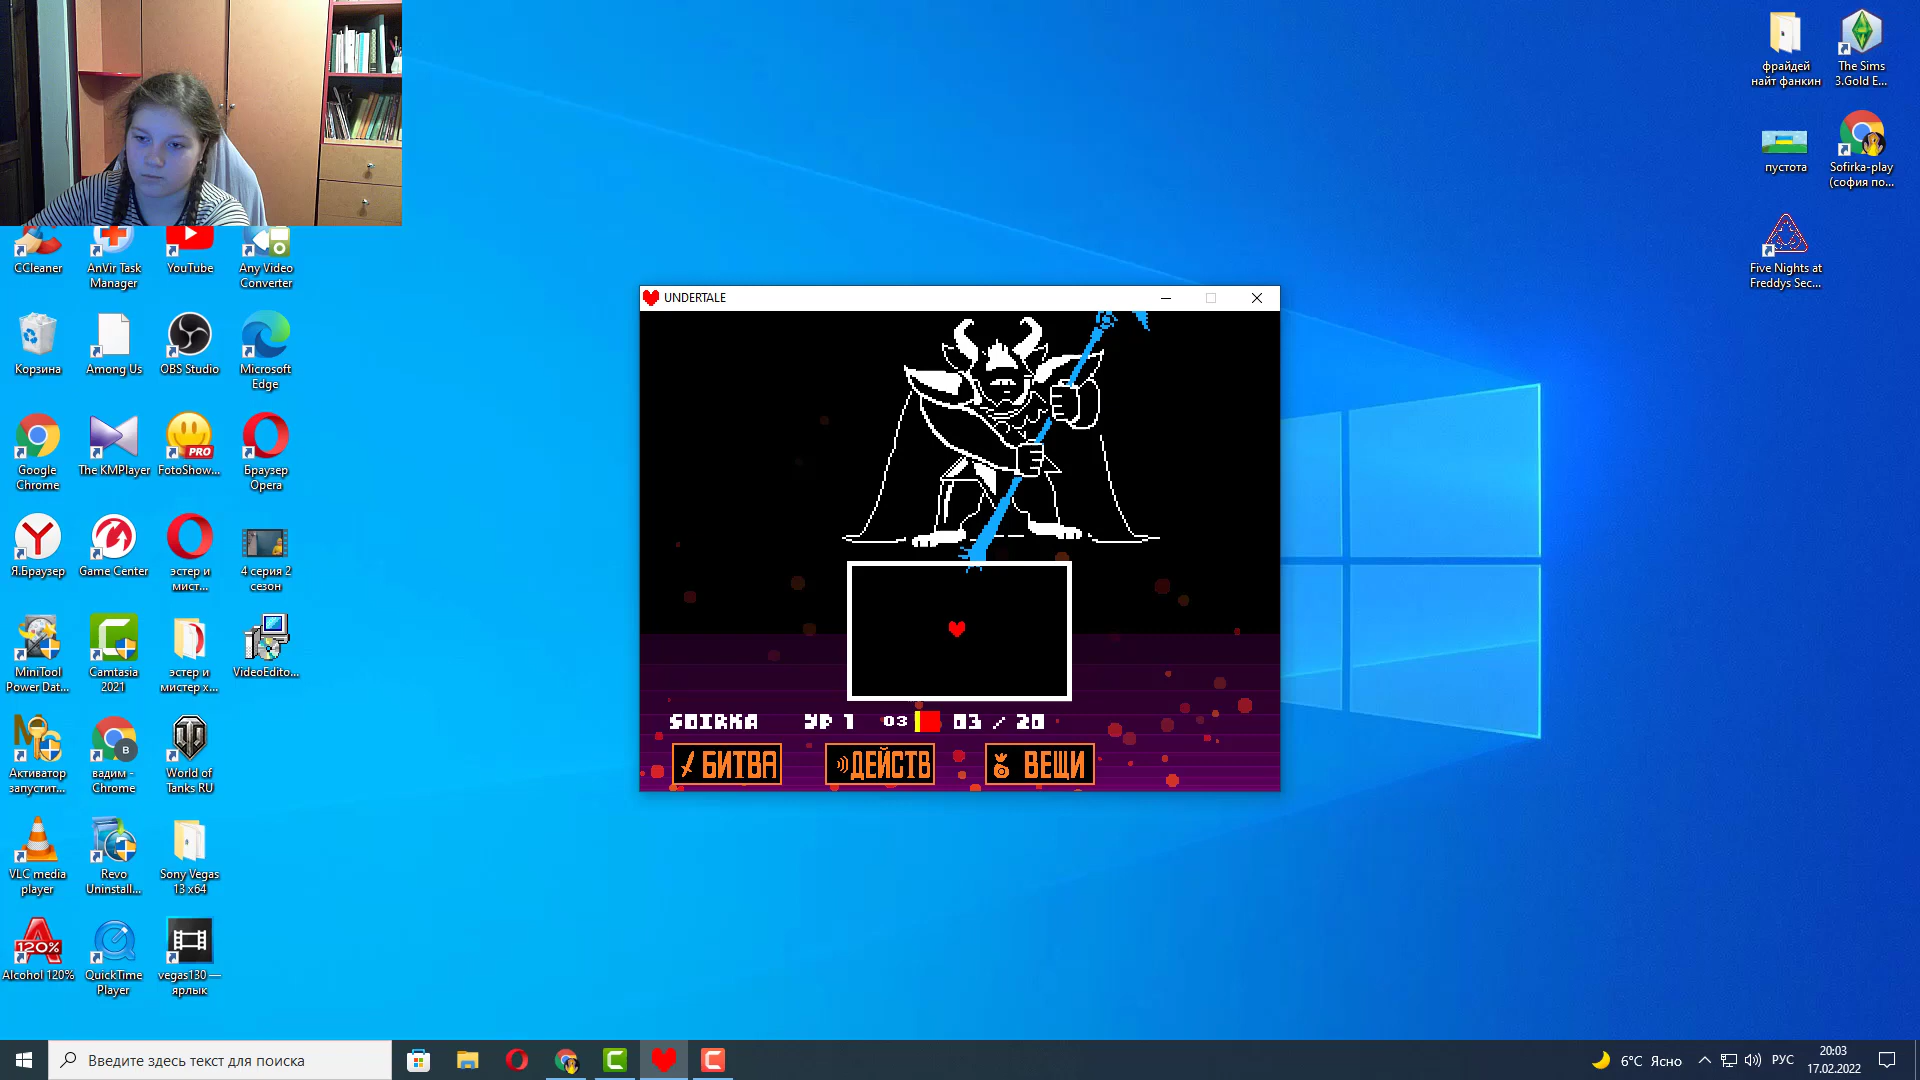 фрайдей
найт фанкин
The Sims
3.Gold E...
пустота
Sofirka-play
(софия по...
Five Nights at
Freddys Sec...
CCleaner
AnVir Task
Manager
YouTube
Any Video
Converter
Корзина
Among Us
OBS Studio
Microsoft
Edge
Google
Chrome
The KMPlayer
PRO
FotoShow...
Браузер
Opera
Я.Браузер
Game Center
эстер и
мист...
4 серия 2
сезон
MiniTool
Power Dat...
Camtasia
2021
эстер и
мистер х...
VideoEdito...
Активатор
запустит...
B
вадим -
Chrome
World of
Tanks RU
VLC media
player
Revo
Uninstall...
Sony Vegas
13 x64
120%
Alcohol 120%
QuickTime
Player
vegas130 —
ярлык
UNDERTALE
SOIRKA УР 1 03 03 / 20
БИТВА
ДЕЙСТВ
ВЕЩИ
Введите здесь текст для поиска
6°C Ясно
РУС
20:03
17.02.2022